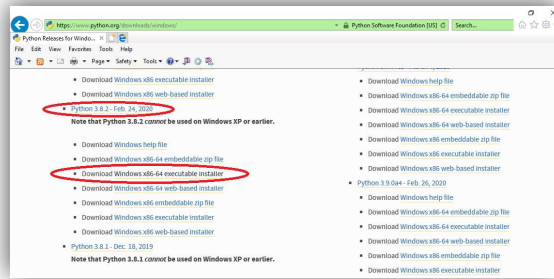 https://www.python.org/downloads/windows/
Python Software Foundation [US]
Search...
Python Releases for Windo...
File Edit View Favorites Tools Help
Page Safety Tools
Download Windows x86 executable installer
Download Windows x86 web-based installer
Python 3.8.2 - Feb. 24, 2020
Note that Python 3.8.2 cannot be used on Windows XP or earlier.
Download Windows help file
Download Windows x86-64 embeddable zip file
Download Windows x86-64 executable installer
Download Windows x86-64 web-based installer
Download Windows x86 embeddable zip file
Download Windows x86 executable installer
Download Windows x86 web-based installer
Python 3.8.1 - Dec. 18, 2019
Note that Python 3.8.1 cannot be used on Windows XP or earlier.
Download Windows help file
Download Windows x86-64 embeddable zip file
Download Windows x86-64 executable installer
Download Windows x86-64 web-based installer
Download Windows x86 embeddable zip file
Download Windows x86 executable installer
Download Windows x86 web-based installer
Python 3.9.0a4 - Feb. 26, 2020
Download Windows help file
Download Windows x86-64 embeddable zip file
Download Windows x86-64 executable installer
Download Windows x86-64 web-based installer
Download Windows x86 embeddable zip file
Download Windows x86 executable installer